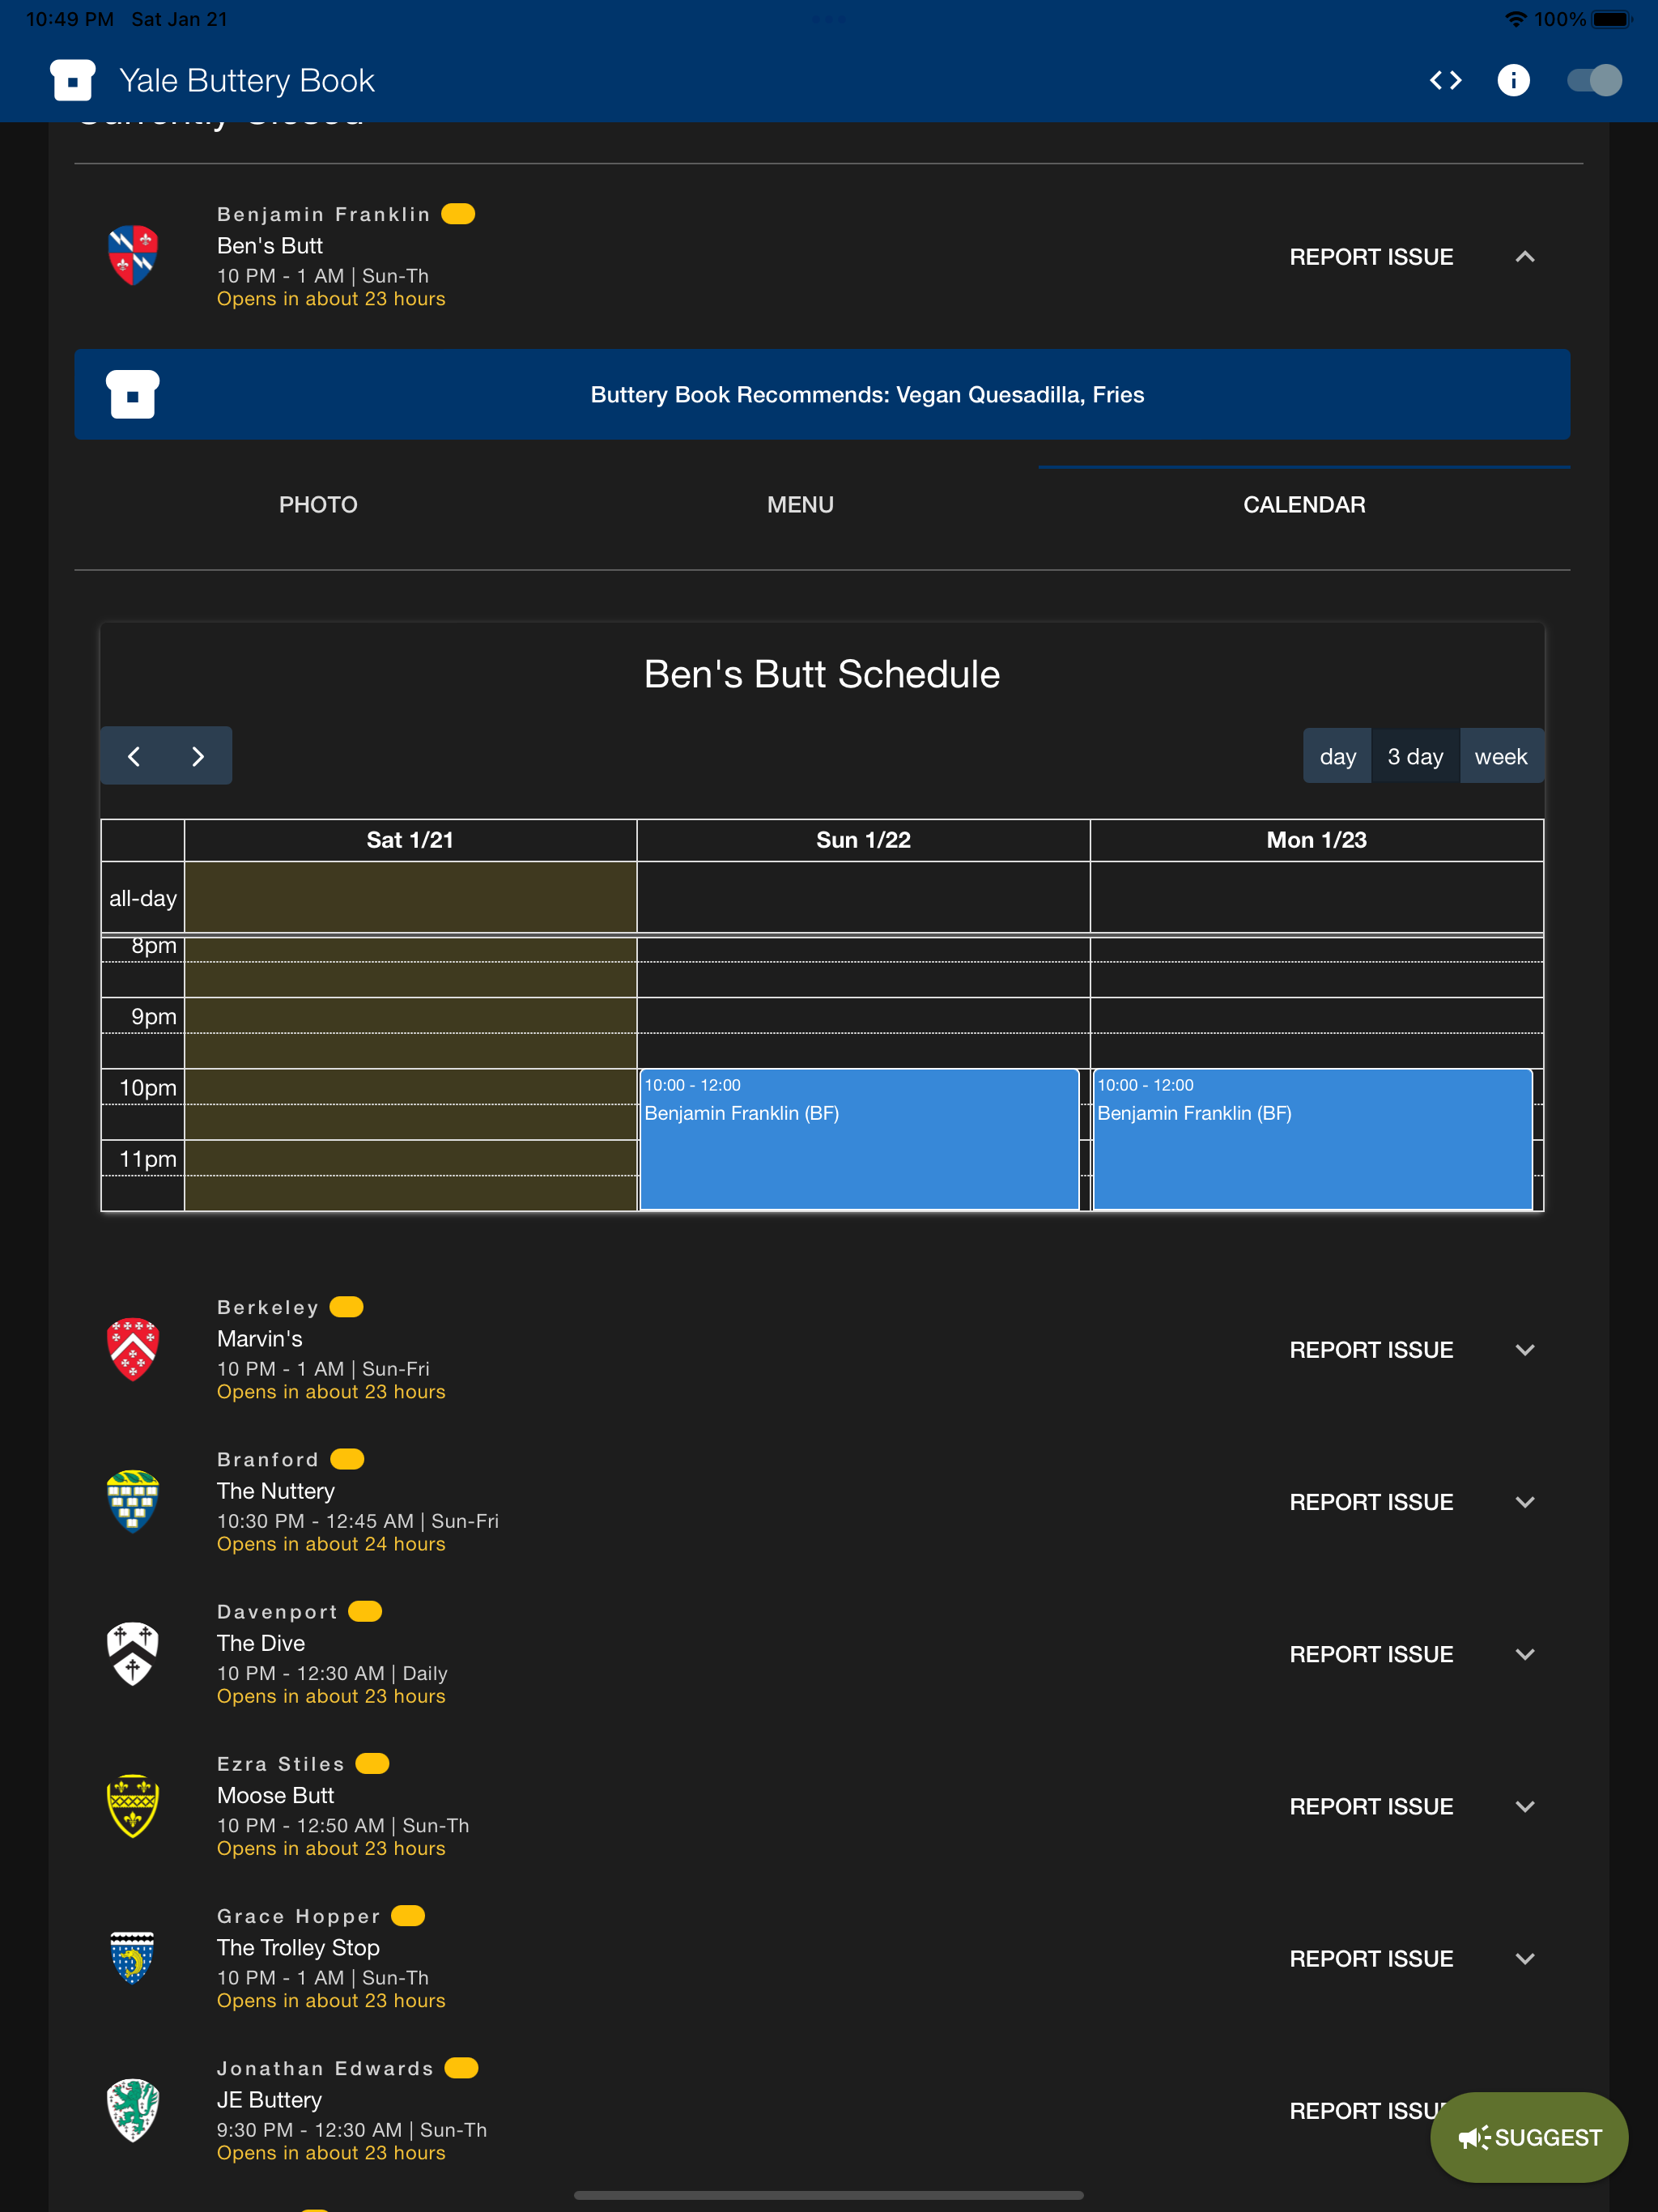 10:49 PM Sat Jan 21
100%
Yale Buttery Book
Currently Closed
Benjamin Franklin
Ben's Butt
10 PM - 1 AM | Sun-Th
Opens in about 23 hours
REPORT ISSUE
Buttery Book Recommends: Vegan Quesadilla, Fries
PHOTO
MENU
CALENDAR
Ben's Butt Schedule
day
3 day
week
Sat 1/21
Sun 1/22
Mon 1/23
all-day
8pm
9pm
10pm
10:00 - 12:00
Benjamin Franklin (BF)
10:00 - 12:00
Benjamin Franklin (BF)
11pm
Berkeley
Marvin's
10 PM - 1 AM | Sun-Fri
Opens in about 23 hours
REPORT ISSUE
Branford
The Nuttery
10:30 PM - 12:45 AM | Sun-Fri
Opens in about 24 hours
REPORT ISSUE
Davenport
The Dive
10 PM - 12:30 AM | Daily
Opens in about 23 hours
REPORT ISSUE
Ezra Stiles
Moose Butt
10 PM - 12:50 AM | Sun-Th
Opens in about 23 hours
REPORT ISSUE
Grace Hopper
The Trolley Stop
10 PM - 1 AM | Sun-Th
Opens in about 23 hours
REPORT ISSUE
Jonathan Edwards
JE Buttery
9:30 PM - 12:30 AM | Sun-Th
Opens in about 23 hours
REPORT ISSU
SUGGEST